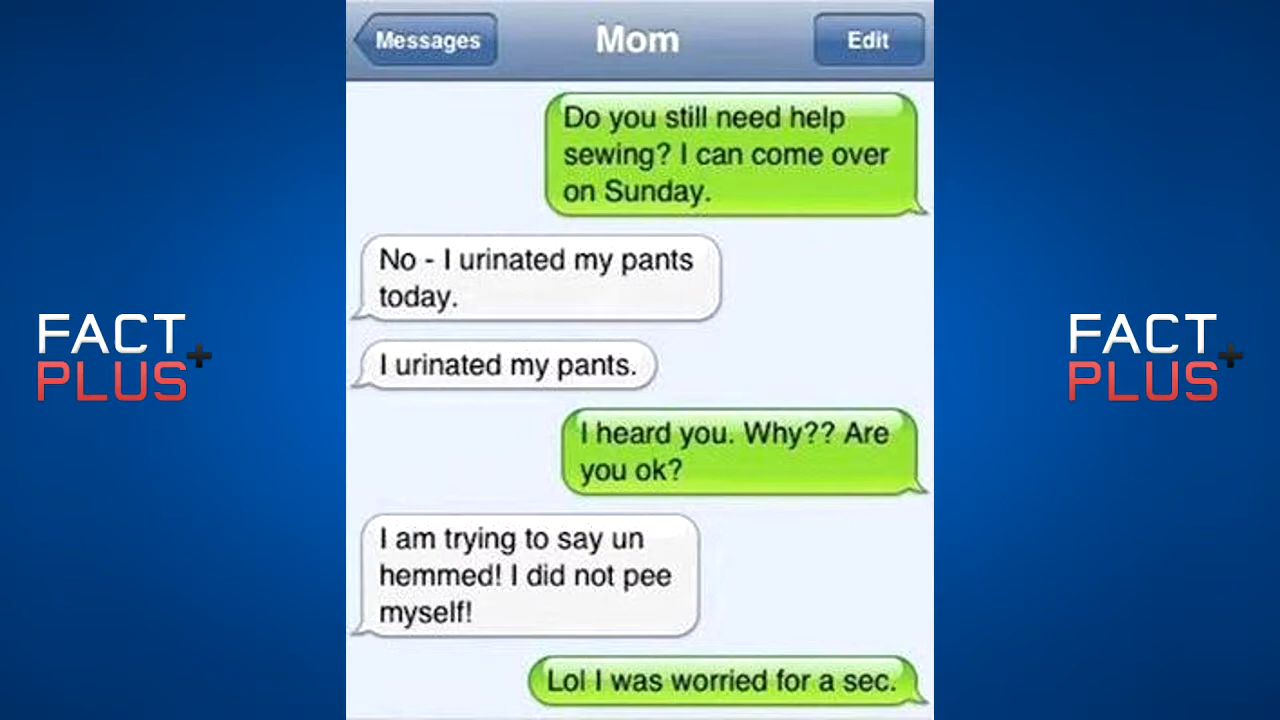 Messages
Mom
Edit
Do you still need help
sewing? I can come over
on Sunday.
No - I urinated my pants
today.
I urinated my pants.
I heard you. Why?? Are
you ok?
I am trying to say un
hemmed! I did not pee
myself!
Lol I was worried for a sec.
FACT
PLUS+
FACT
PLUS+